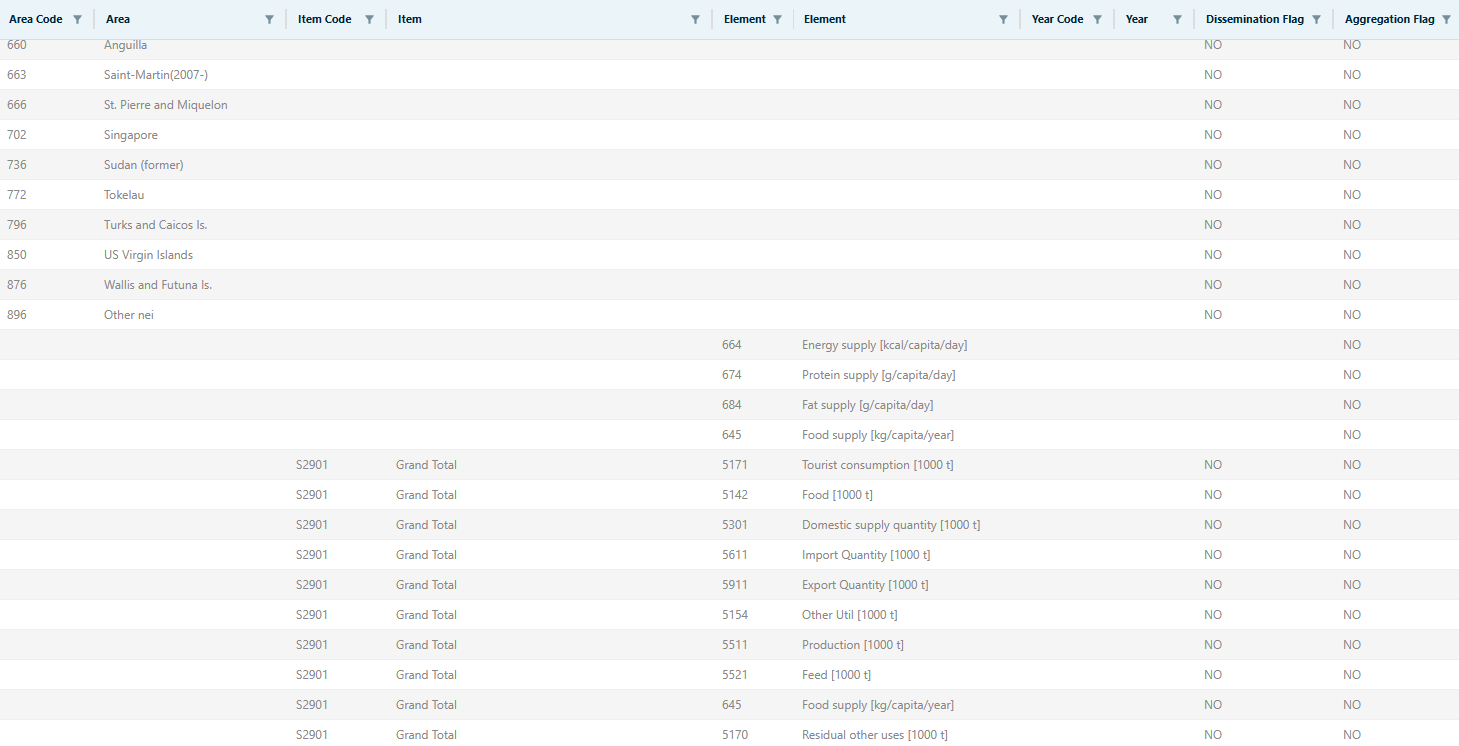 Area Code Area Item Code Item Element Element Year Code Year Dissemination Flag Aggregation Flag
660 Anguilla NO NO
663 Saint-Martin(2007-) NO NO
666 St. Pierre and Miquelon NO NO
702 Singapore NO NO
736 Sudan (former) NO NO
772 Tokelau NO NO
796 Turks and Caicos Is. NO NO
850 US Virgin Islands NO NO
876 Wallis and Futuna Is. NO NO
896 Other nei NO NO
664 Energy supply [kcal/capita/day] NO
674 Protein supply [g/capita/day] NO
684 Fat supply [g/capita/day] NO
645 Food supply [kg/capita/year] NO
S2901 Grand Total 5171 Tourist consumption [1000 t] NO NO
S2901 Grand Total 5142 Food [1000 t] NO NO
S2901 Grand Total 5301 Domestic supply quantity [1000 t] NO NO
S2901 Grand Total 5611 Import Quantity [1000 t] NO NO
S2901 Grand Total 5911 Export Quantity [1000 t] NO NO
S2901 Grand Total 5154 Other Util [1000 t] NO NO
S2901 Grand Total 5511 Production [1000 t] NO NO
S2901 Grand Total 5521 Feed [1000 t] NO NO
S2901 Grand Total 645 Food supply [kg/capita/year] NO NO
S2901 Grand Total 5170 Residual other uses [1000 t] NO NO